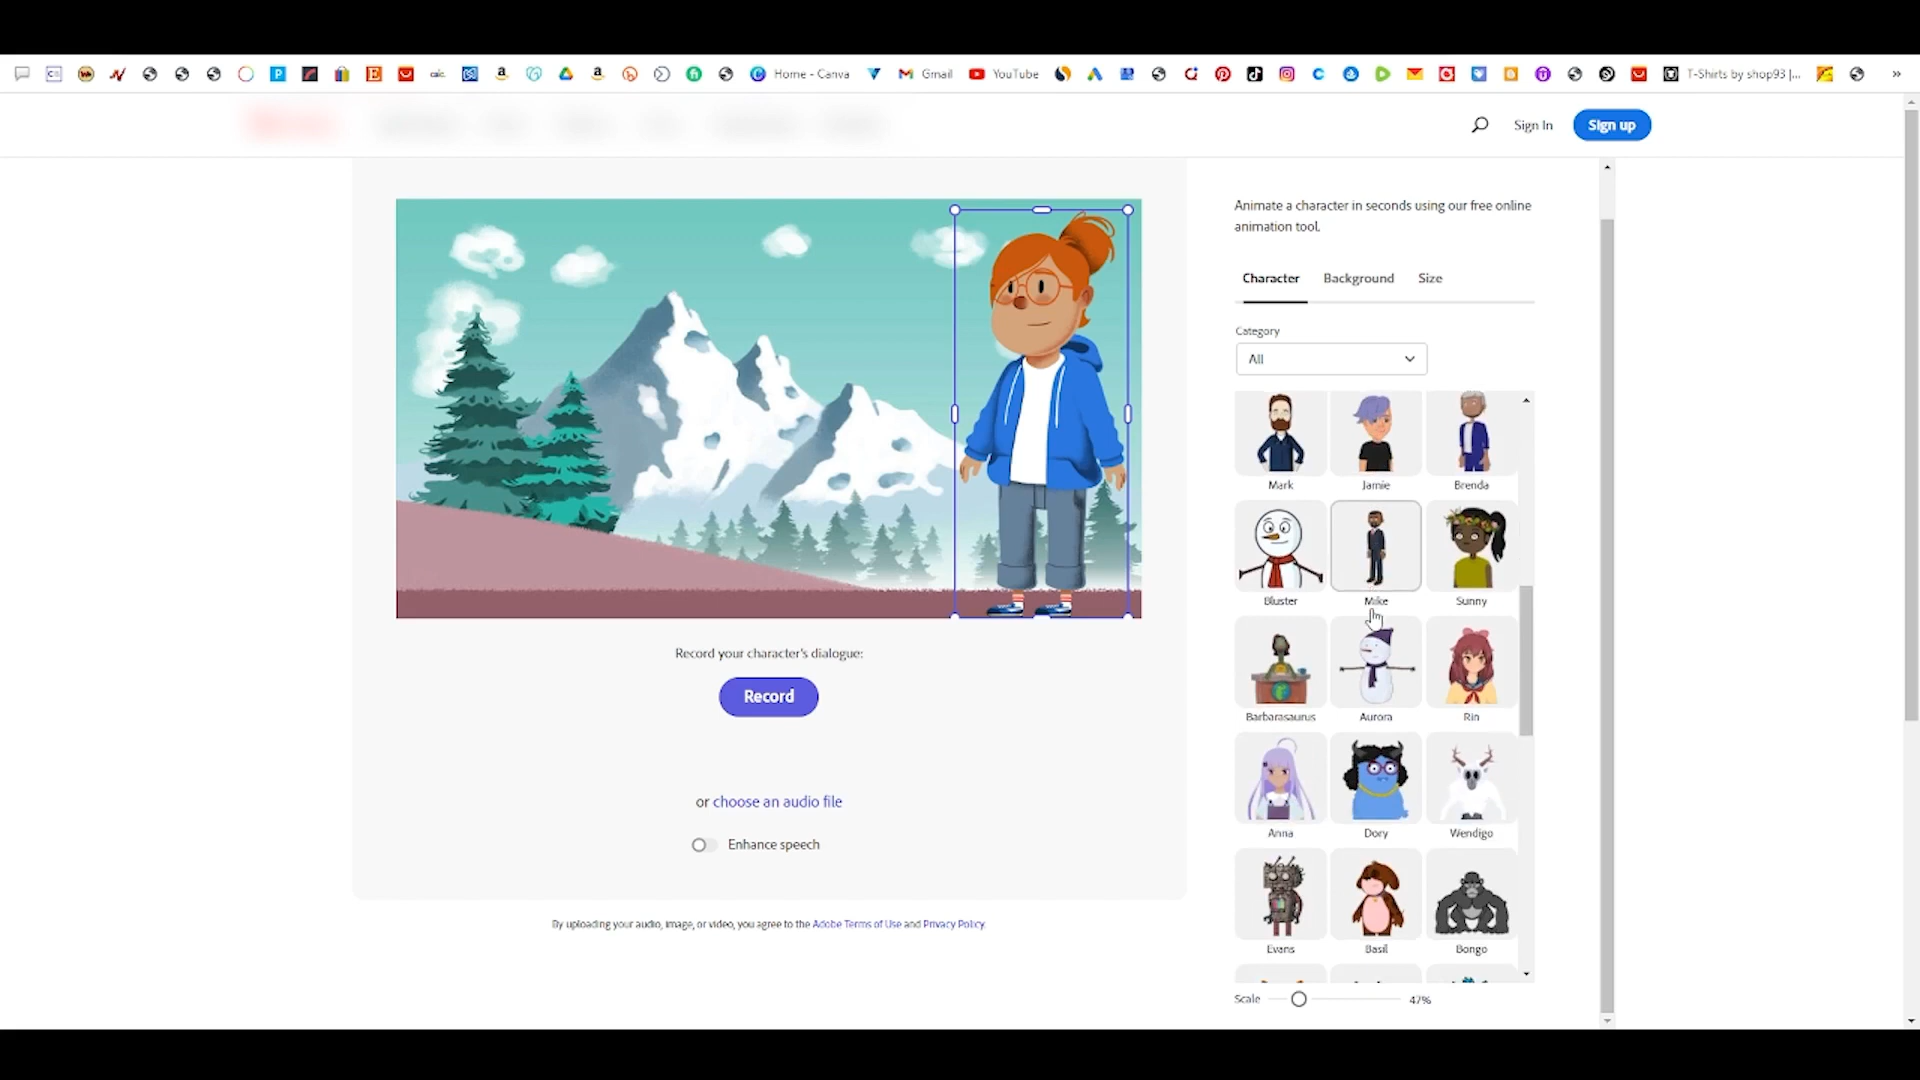 Home - Canva
Gmail
YouTube
T-Shirts by shop93 |...
»
Sign In
Sign up
Animate a character in seconds using our free online
animation tool.
Character Background Size
Category
All
Mark Jamie Brenda
Bluster Mike Sunny
Barbarasaurus Aurora Rin
Anna Dory Wendigo
Evans Basil Bongo
Scale 47%
Record your character's dialogue:
Record
or choose an audio file
Enhance speech
By uploading your audio, image, or video, you agree to the Adobe Terms of Use and Privacy Policy.